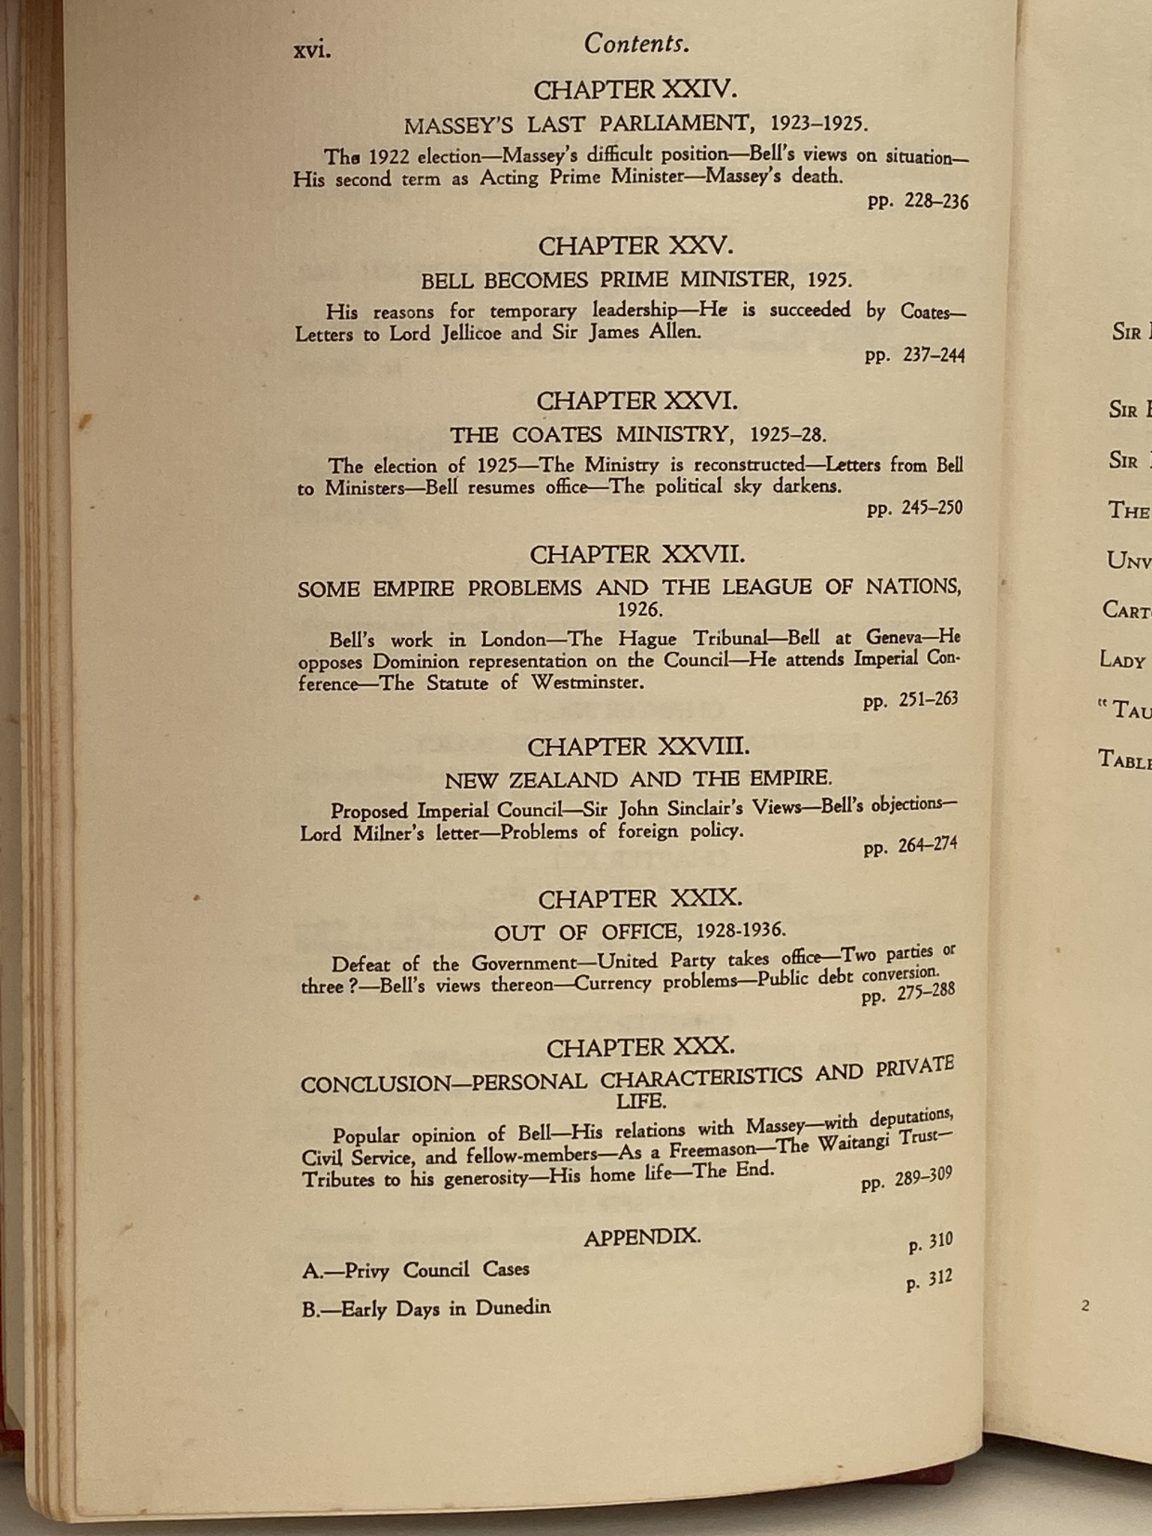 xvi.
Contents.
CHAPTER XXIV.
MASSEY'S LAST PARLIAMENT, 1923–1925.
The 1922 election—Massey's difficult position—Bell's views on situation—
His second term as Acting Prime Minister—Massey's death.
pp. 228–236
CHAPTER XXV.
BELL BECOMES PRIME MINISTER, 1925.
His reasons for temporary leadership—He is succeeded by Coates—
Letters to Lord Jellicoe and Sir James Allen.
pp. 237–244
CHAPTER XXVI.
THE COATES MINISTRY, 1925–28.
The election of 1925—The Ministry is reconstructed—Letters from Bell
to Ministers—Bell resumes office—The political sky darkens.
pp. 245–250
CHAPTER XXVII.
SOME EMPIRE PROBLEMS AND THE LEAGUE OF NATIONS,
1926.
Bell's work in London—The Hague Tribunal—Bell at Geneva—He
opposes Dominion representation on the Council—He attends Imperial Con-
ference—The Statute of Westminster.
pp. 251–263
CHAPTER XXVIII.
NEW ZEALAND AND THE EMPIRE.
Proposed Imperial Council—Sir John Sinclair's Views—Bell's objections—
Lord Milner's letter—Problems of foreign policy.
pp. 264–274
CHAPTER XXIX.
OUT OF OFFICE, 1928-1936.
Defeat of the Government—United Party takes office—Two parties or
three?—Bell's views thereon—Currency problems—Public debt conversion.
pp. 275–288
CHAPTER XXX.
CONCLUSION—PERSONAL CHARACTERISTICS AND PRIVATE
LIFE.
Popular opinion of Bell—His relations with Massey—with deputations,
Civil Service, and fellow-members—As a Freemason—The Waitangi Trust—
Tributes to his generosity—His home life—The End.
pp. 289–309
APPENDIX.
A.—Privy Council Cases p. 310
B.—Early Days in Dunedin p. 312
SIR
SIR
SIR
THE
LADY
2